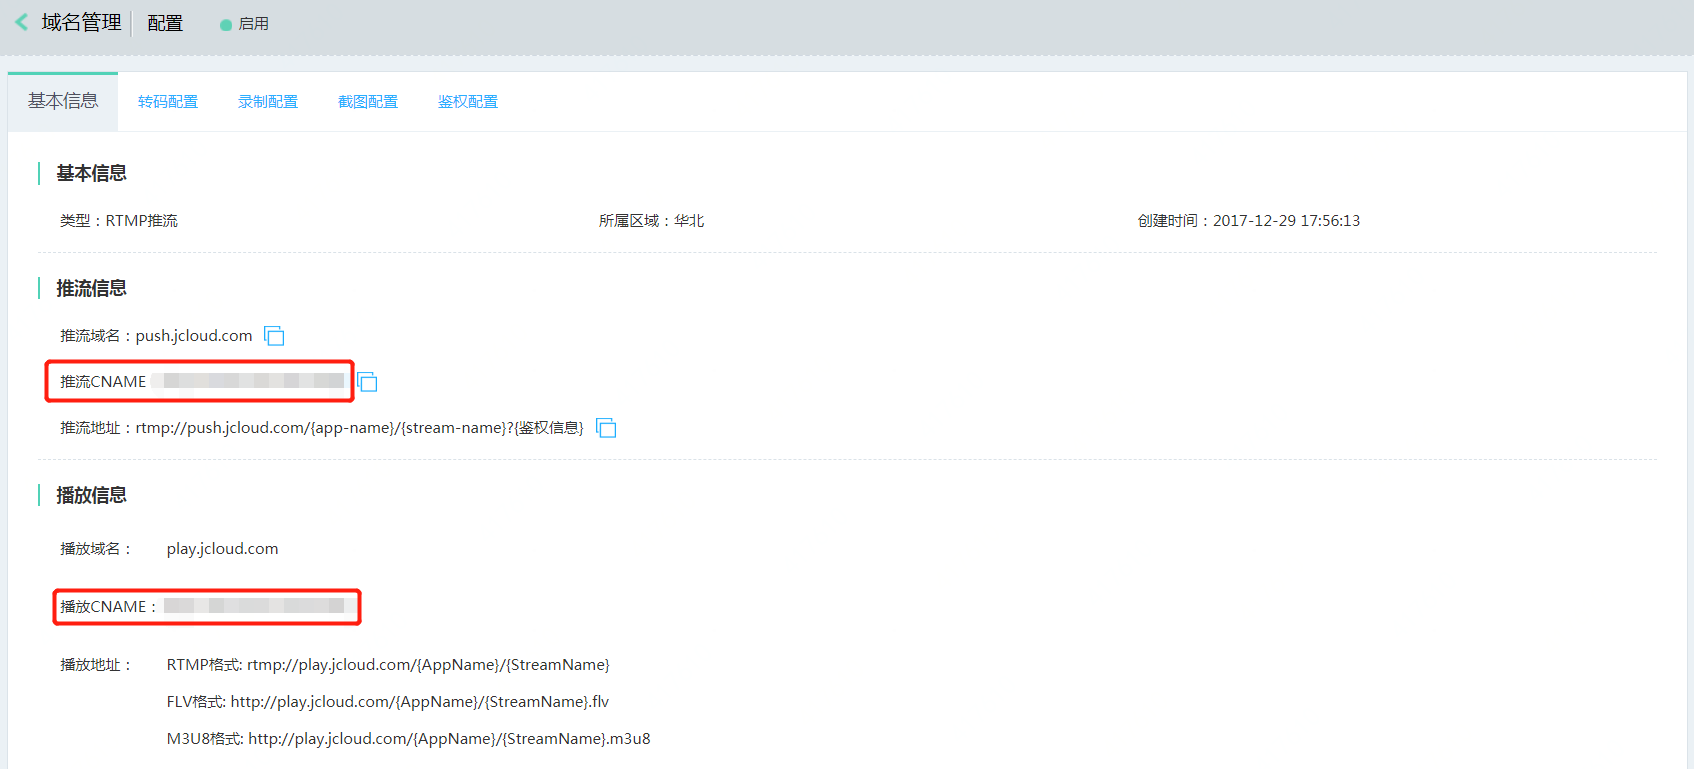 域名管理 配置 启用
基本信息 转码配置 录制配置 截图配置 鉴权配置
基本信息
类型：RTMP推流 所属区域：华北 创建时间：2017-12-29 17:56:13
推流信息
推流域名：push.jcloud.com
推流CNAME
推流地址：rtmp://push.jcloud.com/{app-name}/{stream-name}?{鉴权信息}
播放信息
播放域名： play.jcloud.com
播放CNAME：
播放地址： RTMP格式: rtmp://play.jcloud.com/{AppName}/{StreamName}
FLV格式: http://play.jcloud.com/{AppName}/{StreamName}.flv
M3U8格式: http://play.jcloud.com/{AppName}/{StreamName}.m3u8